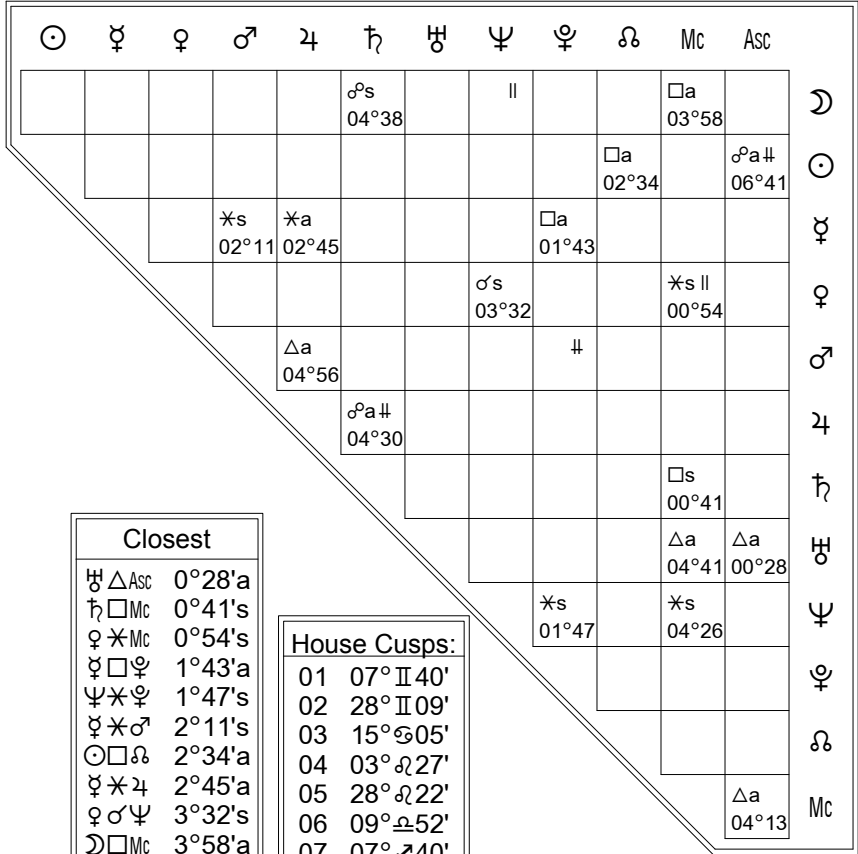 ☉ ☿ ♀ ♂ ♃ ♄ ♅ ♆ ♇ ☊ Mc Asc
☍s ∥ □a ☽
04°38 03°58
□a ☍a⋕ ☉
02°34 06°41
⚹s ⚹a □a ☿
02°11 02°45 01°43
☌s ⚹s∥ ♀
03°32 00°54
△a ⋕ ♂
04°56
☍a⋕ ♃
04°30
□s ♄
00°41
△a △a ♅
04°41 00°28
⚹s ⚹s ♆
01°47 04°26
♇
☊
△a Mc
04°13
Closest
♅△Asc 0°28'a
♄□Mc 0°41's
♀⚹Mc 0°54's
☿□♇ 1°43'a
♆⚹♇ 1°47's
☿⚹♂ 2°11's
☉□☊ 2°34'a
☿⚹♃ 2°45'a
♀☌♆ 3°32's
☽□Mc 3°58'a
House Cusps:
01 07°♊40'
02 28°♊09'
03 15°♋05'
04 03°♌27'
05 28°♌22'
06 09°♎52'
07 07°♐40'